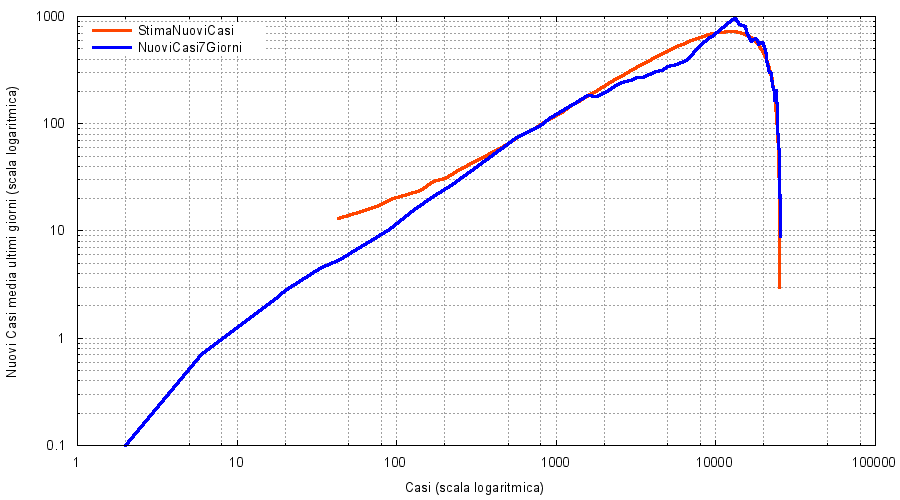 1000
100
10
1
0.1
StimaNuoviCasi
NuoviCasi7Giorni
Nuovi Casi media ultimi giorni (scala logaritmica)
1
10
100
1000
10000
100000
Casi (scala logaritmica)